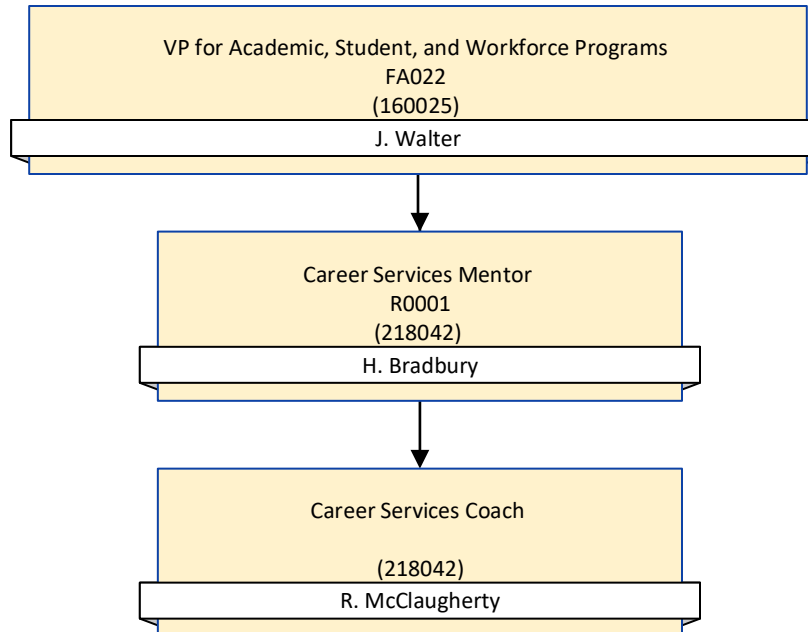 VP for Academic, Student, and Workforce Programs
FA022
(160025)
J. Walter
Career Services Mentor
R0001
(218042)
H. Bradbury
Career Services Coach
(218042)
R. McClaugherty